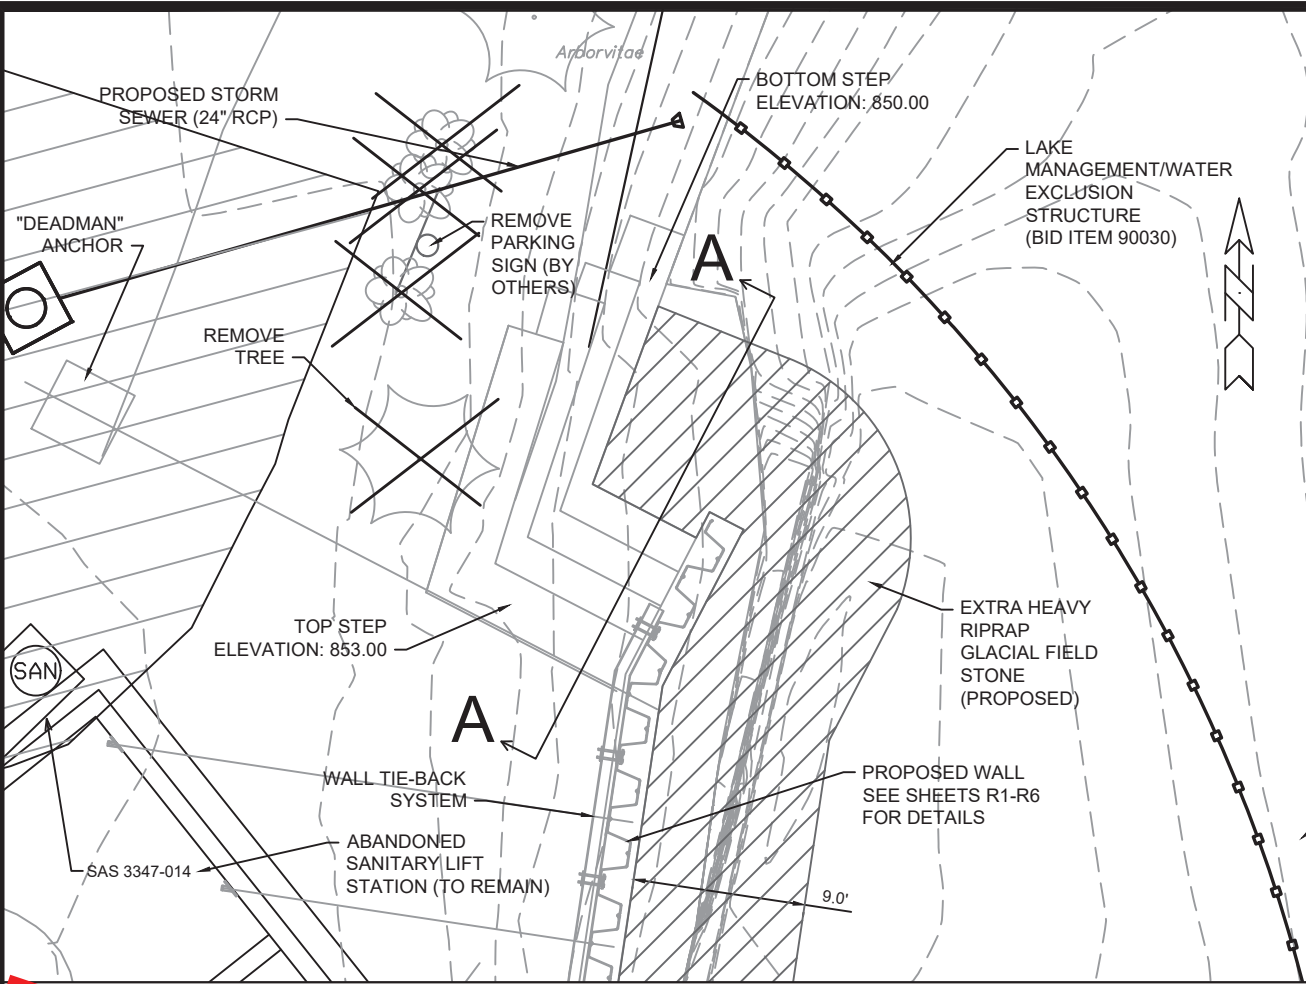 Arborvitae
PROPOSED STORM
SEWER (24" RCP)
BOTTOM STEP
ELEVATION: 850.00
LAKE
MANAGEMENT/WATER
EXCLUSION
STRUCTURE
(BID ITEM 90030)
"DEADMAN"
ANCHOR
REMOVE
PARKING
SIGN (BY
OTHERS)
A
N
REMOVE
TREE
TOP STEP
ELEVATION: 853.00
EXTRA HEAVY
RIPRAP
GLACIAL FIELD
STONE
(PROPOSED)
SAN
A
WALL TIE-BACK
SYSTEM
PROPOSED WALL
SEE SHEETS R1-R6
FOR DETAILS
ABANDONED
SANITARY LIFT
STATION (TO REMAIN)
SAS 3347-014
9.0'